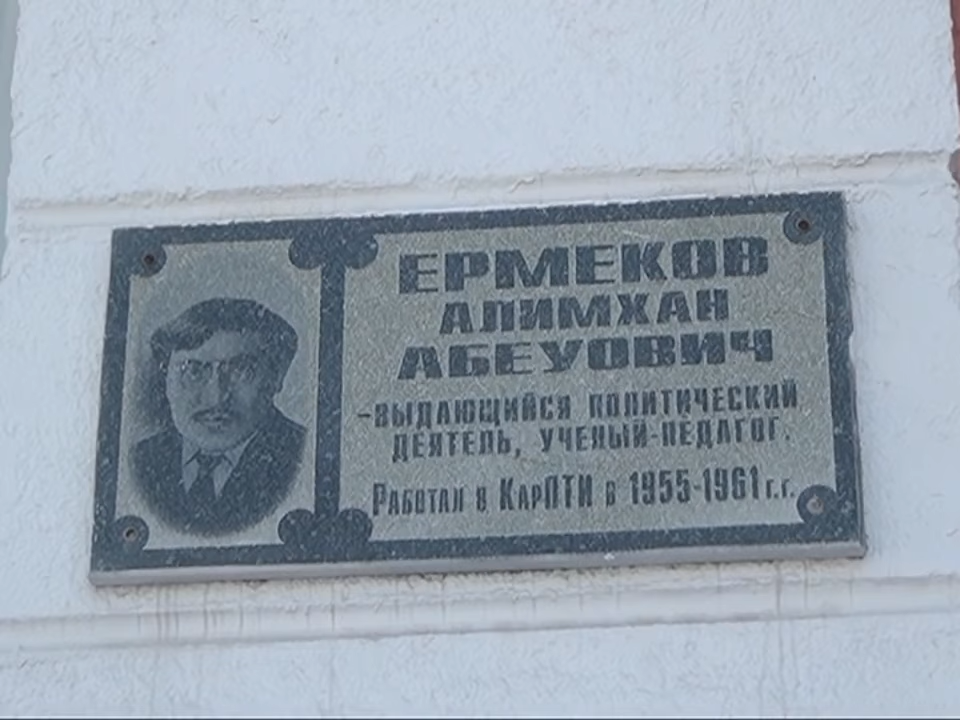 ЕРМЕКОВ
АЛИМХАН
АБЕУОВИЧ
-ВЫДАЮЩИЙСЯ ПОЛИТИЧЕСКИЙ
ДЕЯТЕЛЬ, УЧЕНЫЙ-ПЕДАГОГ.
РАБОТАЛ В КАРПТИ В 1955-1961 г.г.